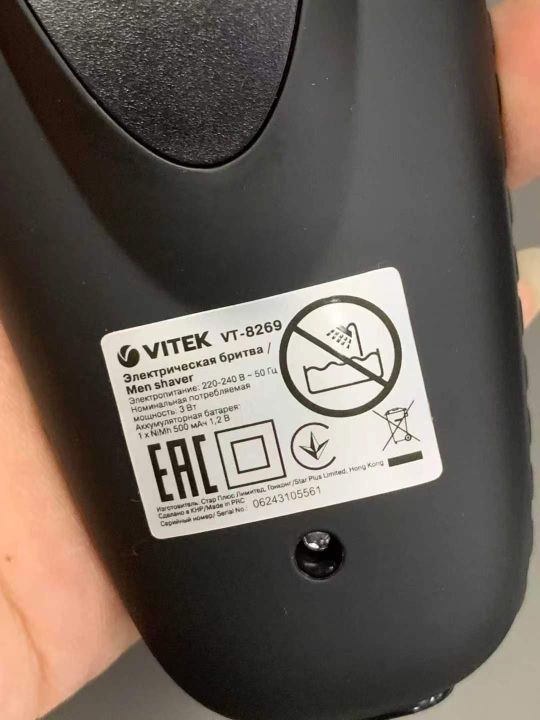 VITEK VT-8269
Электрическая бритва /
Men shaver
Электропитание: 220-240 В ~ 50 Гц
Номинальная потребляемая
мощность: 3 Вт
Аккумуляторная батарея:
1 x NiMh 500 мАч 1,2 В
EAC
Изготовитель: Стар Плюс Лимитед, Гонконг /Star Plus Limited, Hong Kong
Сделано в КНР/Made in PRC
Серийный номер/ Serial No.: 06243105561